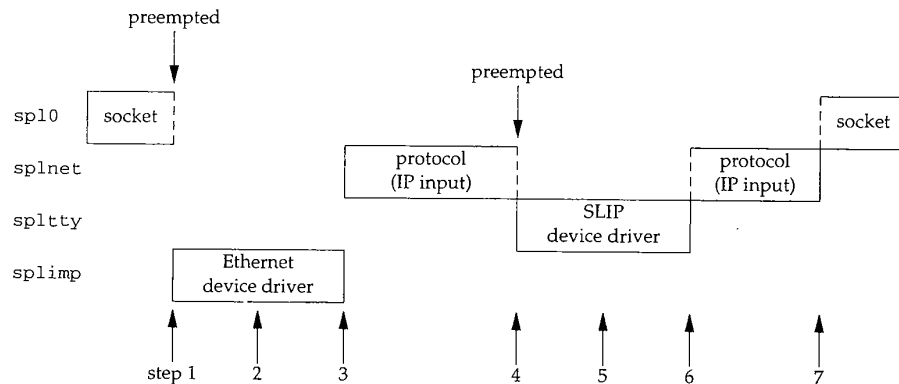 preempted
preempted
spl0
socket
socket
splnet
protocol
(IP input)
protocol
(IP input)
spltty
SLIP
device driver
splimp
Ethernet
device driver
step 1
2
3
4
5
6
7